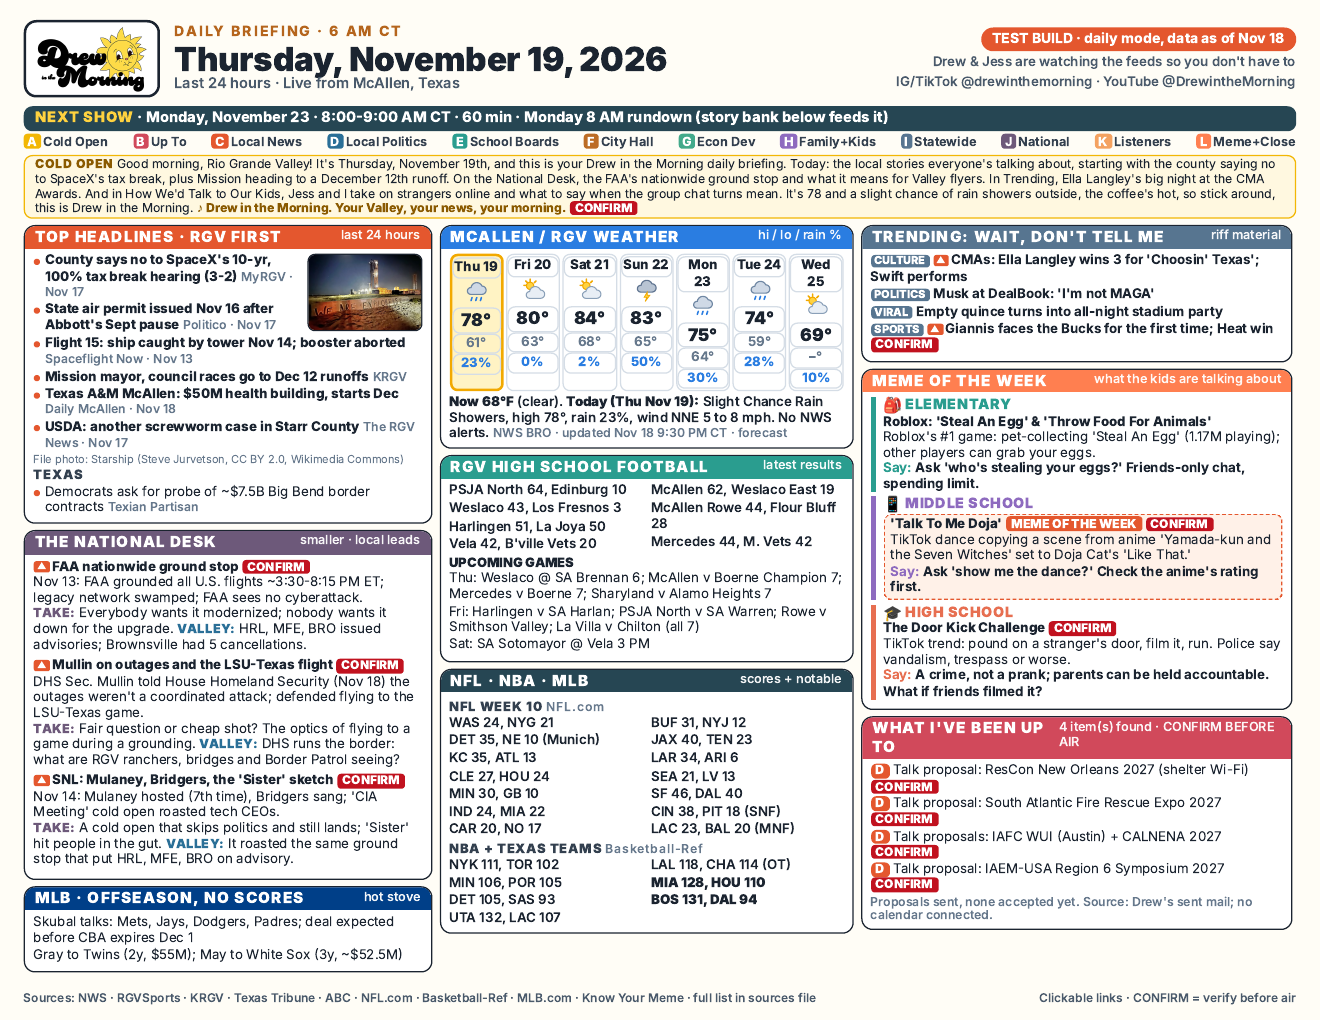 Drew
in the
Morning
DAILY BRIEFING · 6 AM CT
Thursday, November 19, 2026
Last 24 hours · Live from McAllen, Texas
TEST BUILD · daily mode, data as of Nov 18
Drew & Jess are watching the feeds so you don't have to
IG/TikTok @drewinthemorning · YouTube @DrewintheMorning
NEXT SHOW · Monday, November 23 · 8:00-9:00 AM CT · 60 min · Monday 8 AM rundown (story bank below feeds it)
A Cold Open B Up To C Local News D Local Politics E School Boards F City Hall G Econ Dev H Family+Kids I Statewide J National K Listeners L Meme+Close
COLD OPEN Good morning, Rio Grande Valley! It's Thursday, November 19th, and this is your Drew in the Morning daily briefing. Today: the local stories everyone's talking about, starting with the county saying no
to SpaceX's tax break, plus Mission heading to a December 12th runoff. On the National Desk, the FAA's nationwide ground stop and what it means for Valley flyers. In Trending, Ella Langley's big night at the CMA
Awards. And in How We'd Talk to Our Kids, Jess and I take on strangers online and what to say when the group chat turns mean. It's 78 and a slight chance of rain showers outside, the coffee's hot, so stick around,
this is Drew in the Morning. ♪ Drew in the Morning. Your Valley, your news, your morning. CONFIRM
TOP HEADLINES · RGV FIRST last 24 hours
• County says no to SpaceX's 10-yr,
100% tax break hearing (3-2) MyRGV ·
Nov 17
• State air permit issued Nov 16 after
Abbott's Sept pause Politico · Nov 17
• Flight 15: ship caught by tower Nov 14; booster aborted
Spaceflight Now · Nov 13
• Mission mayor, council races go to Dec 12 runoffs KRGV
• Texas A&M McAllen: $50M health building, starts Dec
Daily McAllen · Nov 18
• USDA: another screwworm case in Starr County The RGV
News · Nov 17
File photo: Starship (Steve Jurvetson, CC BY 2.0, Wikimedia Commons)
TEXAS
• Democrats ask for probe of ~$7.5B Big Bend border
contracts Texian Partisan
THE NATIONAL DESK smaller · local leads
FAA nationwide ground stop CONFIRM
Nov 13: FAA grounded all U.S. flights ~3:30-8:15 PM ET;
legacy network swamped; FAA sees no cyberattack.
TAKE: Everybody wants it modernized; nobody wants it
down for the upgrade. VALLEY: HRL, MFE, BRO issued
advisories; Brownsville had 5 cancellations.
Mullin on outages and the LSU-Texas flight CONFIRM
DHS Sec. Mullin told House Homeland Security (Nov 18) the
outages weren't a coordinated attack; defended flying to the
LSU-Texas game.
TAKE: Fair question or cheap shot? The optics of flying to a
game during a grounding. VALLEY: DHS runs the border:
what are RGV ranchers, bridges and Border Patrol seeing?
SNL: Mulaney, Bridgers, the 'Sister' sketch CONFIRM
Nov 14: Mulaney hosted (7th time), Bridgers sang; 'CIA
Meeting' cold open roasted tech CEOs.
TAKE: A cold open that skips politics and still lands; 'Sister'
hit people in the gut. VALLEY: It roasted the same ground
stop that put HRL, MFE, BRO on advisory.
MLB · OFFSEASON, NO SCORES hot stove
Skubal talks: Mets, Jays, Dodgers, Padres; deal expected
before CBA expires Dec 1
Gray to Twins (2y, $55M); May to White Sox (3y, ~$52.5M)
MCALLEN / RGV WEATHER hi / lo / rain %
Thu 19 Fri 20 Sat 21 Sun 22 Mon 23 Tue 24 Wed 25
78° 80° 84° 83° 75° 74° 69°
61° 63° 68° 65° 64° 59° –°
23% 0% 2% 50% 30% 28% 10%
Now 68°F (clear). Today (Thu Nov 19): Slight Chance Rain
Showers, high 78°, rain 23%, wind NNE 5 to 8 mph. No NWS
alerts. NWS BRO · updated Nov 18 9:30 PM CT · forecast
RGV HIGH SCHOOL FOOTBALL latest results
PSJA North 64, Edinburg 10
Weslaco 43, Los Fresnos 3
Harlingen 51, La Joya 50
Vela 42, B'ville Vets 20
McAllen 62, Weslaco East 19
McAllen Rowe 44, Flour Bluff
28
Mercedes 44, M. Vets 42
UPCOMING GAMES
Thu: Weslaco @ SA Brennan 6; McAllen v Boerne Champion 7;
Mercedes v Boerne 7; Sharyland v Alamo Heights 7
Fri: Harlingen v SA Harlan; PSJA North v SA Warren; Rowe v
Smithson Valley; La Villa v Chilton (all 7)
Sat: SA Sotomayor @ Vela 3 PM
NFL · NBA · MLB scores + notable
NFL WEEK 10 NFL.com
WAS 24, NYG 21
DET 35, NE 10 (Munich)
KC 35, ATL 13
CLE 27, HOU 24
MIN 30, GB 10
IND 24, MIA 22
CAR 20, NO 17
BUF 31, NYJ 12
JAX 40, TEN 23
LAR 34, ARI 6
SEA 21, LV 13
SF 46, DAL 40
CIN 38, PIT 18 (SNF)
LAC 23, BAL 20 (MNF)
NBA + TEXAS TEAMS Basketball-Ref
NYK 111, TOR 102
MIN 106, POR 105
DET 105, SAS 93
UTA 132, LAC 107
LAL 118, CHA 114 (OT)
MIA 128, HOU 110
BOS 131, DAL 94
TRENDING: WAIT, DON'T TELL ME riff material
CULTURE CMAs: Ella Langley wins 3 for 'Choosin' Texas';
Swift performs
POLITICS Musk at DealBook: 'I'm not MAGA'
VIRAL Empty quince turns into all-night stadium party
SPORTS Giannis faces the Bucks for the first time; Heat win
CONFIRM
MEME OF THE WEEK what the kids are talking about
ELEMENTARY
Roblox: 'Steal An Egg' & 'Throw Food For Animals'
Roblox's #1 game: pet-collecting 'Steal An Egg' (1.17M playing);
other players can grab your eggs.
Say: Ask 'who's stealing your eggs?' Friends-only chat,
spending limit.
MIDDLE SCHOOL
'Talk To Me Doja' MEME OF THE WEEK CONFIRM
TikTok dance copying a scene from anime 'Yamada-kun and
the Seven Witches' set to Doja Cat's 'Like That.'
Say: Ask 'show me the dance?' Check the anime's rating
first.
HIGH SCHOOL
The Door Kick Challenge CONFIRM
TikTok trend: pound on a stranger's door, film it, run. Police say
vandalism, trespass or worse.
Say: A crime, not a prank; parents can be held accountable.
What if friends filmed it?
WHAT I'VE BEEN UP TO 4 item(s) found · CONFIRM BEFORE AIR
D Talk proposal: ResCon New Orleans 2027 (shelter Wi-Fi)
CONFIRM
D Talk proposal: South Atlantic Fire Rescue Expo 2027
CONFIRM
D Talk proposals: IAFC WUI (Austin) + CALNENA 2027
CONFIRM
D Talk proposal: IAEM-USA Region 6 Symposium 2027
CONFIRM
Proposals sent, none accepted yet. Source: Drew's sent mail; no
calendar connected.
Sources: NWS · RGVSports · KRGV · Texas Tribune · ABC · NFL.com · Basketball-Ref · MLB.com · Know Your Meme · full list in sources file
Clickable links · CONFIRM = verify before air